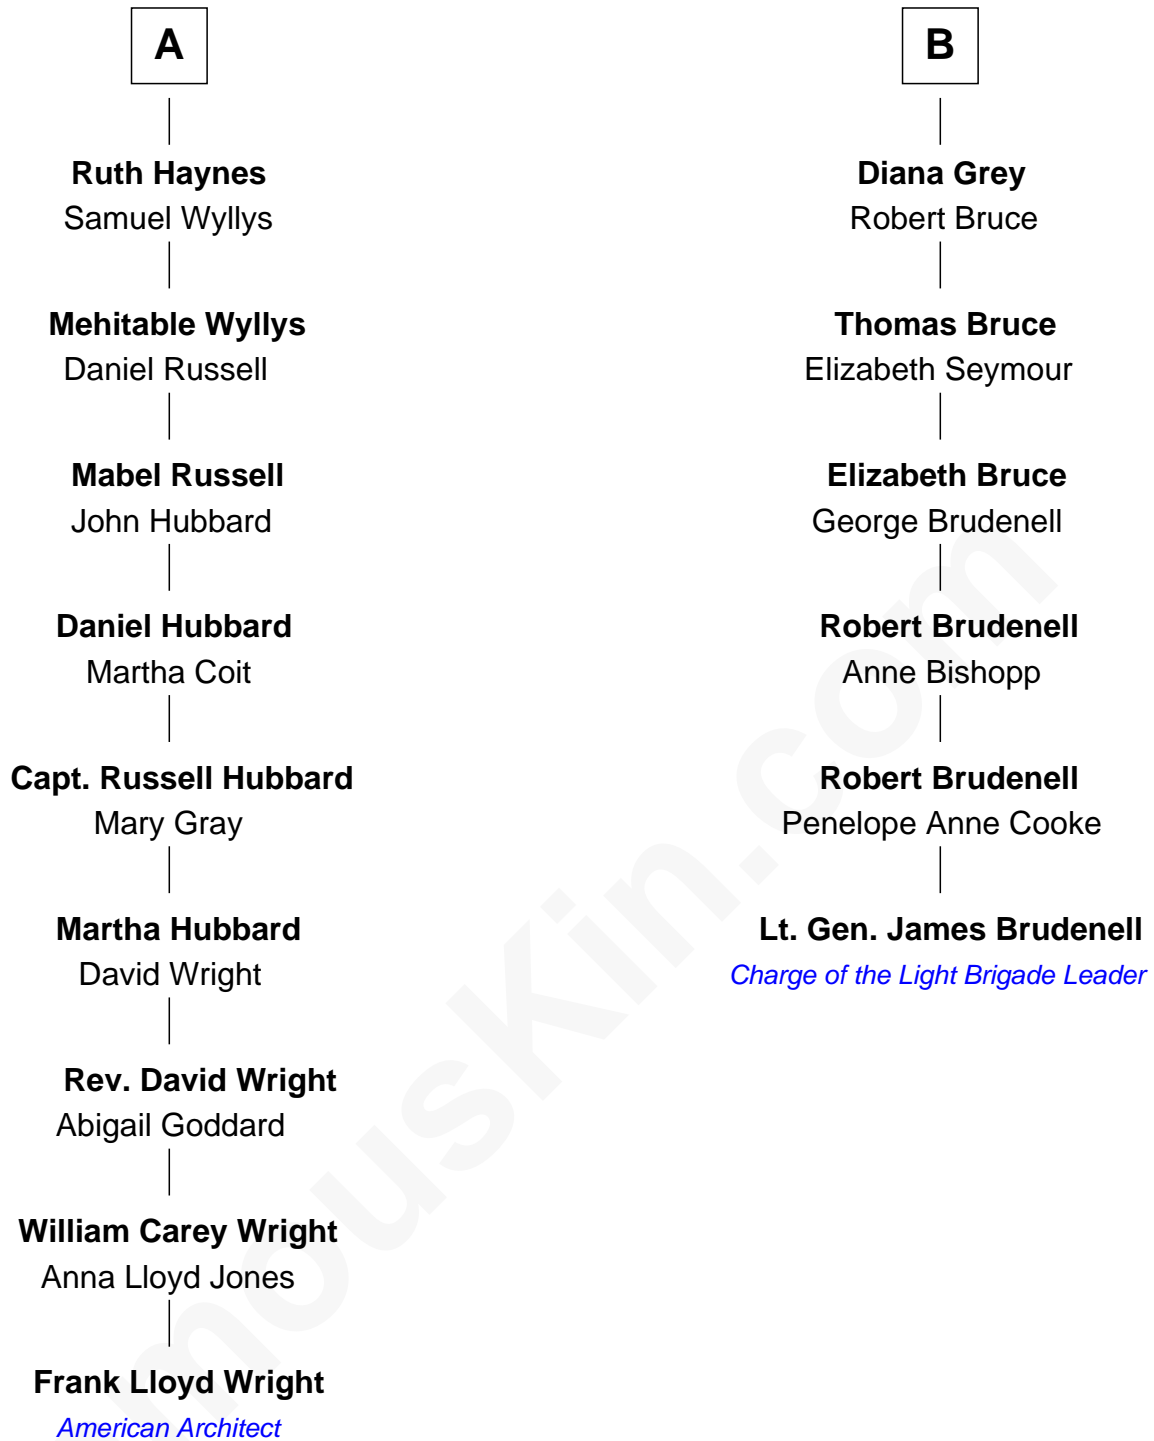 A
Ruth Haynes
Samuel Wyllys
Mehitable Wyllys
Daniel Russell
Mabel Russell
John Hubbard
Daniel Hubbard
Martha Coit
Capt. Russell Hubbard
Mary Gray
Martha Hubbard
David Wright
Rev. David Wright
Abigail Goddard
William Carey Wright
Anna Lloyd Jones
Frank Lloyd Wright
American Architect
B
Diana Grey
Robert Bruce
Thomas Bruce
Elizabeth Seymour
Elizabeth Bruce
George Brudenell
Robert Brudenell
Anne Bishopp
Robert Brudenell
Penelope Anne Cooke
Lt. Gen. James Brudenell
Charge of the Light Brigade Leader
mousKin.com